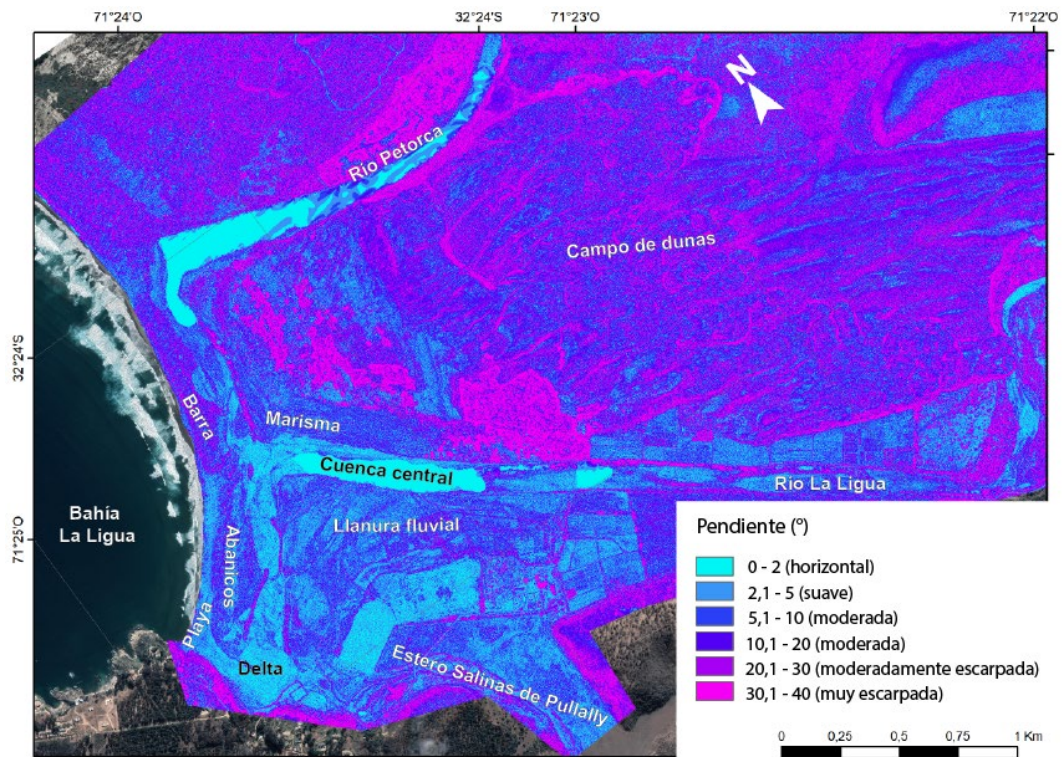 71°24'O
32°24'S
71°23'O
71°22'O
N
Río Petorca
Campo de dunas
32°24'S
Barra
Marisma
Cuenca central
Río La Ligua
Bahía
La Ligua
71°25'O
Llanura fluvial
Abanicos
Playa
Delta
Estero Salinas de Pullally
Pendiente (°)
0 - 2 (horizontal)
2,1 - 5 (suave)
5,1 - 10 (moderada)
10,1 - 20 (moderada)
20,1 - 30 (moderadamente escarpada)
30,1 - 40 (muy escarpada)
0 0,25 0,5 0,75 1 Km